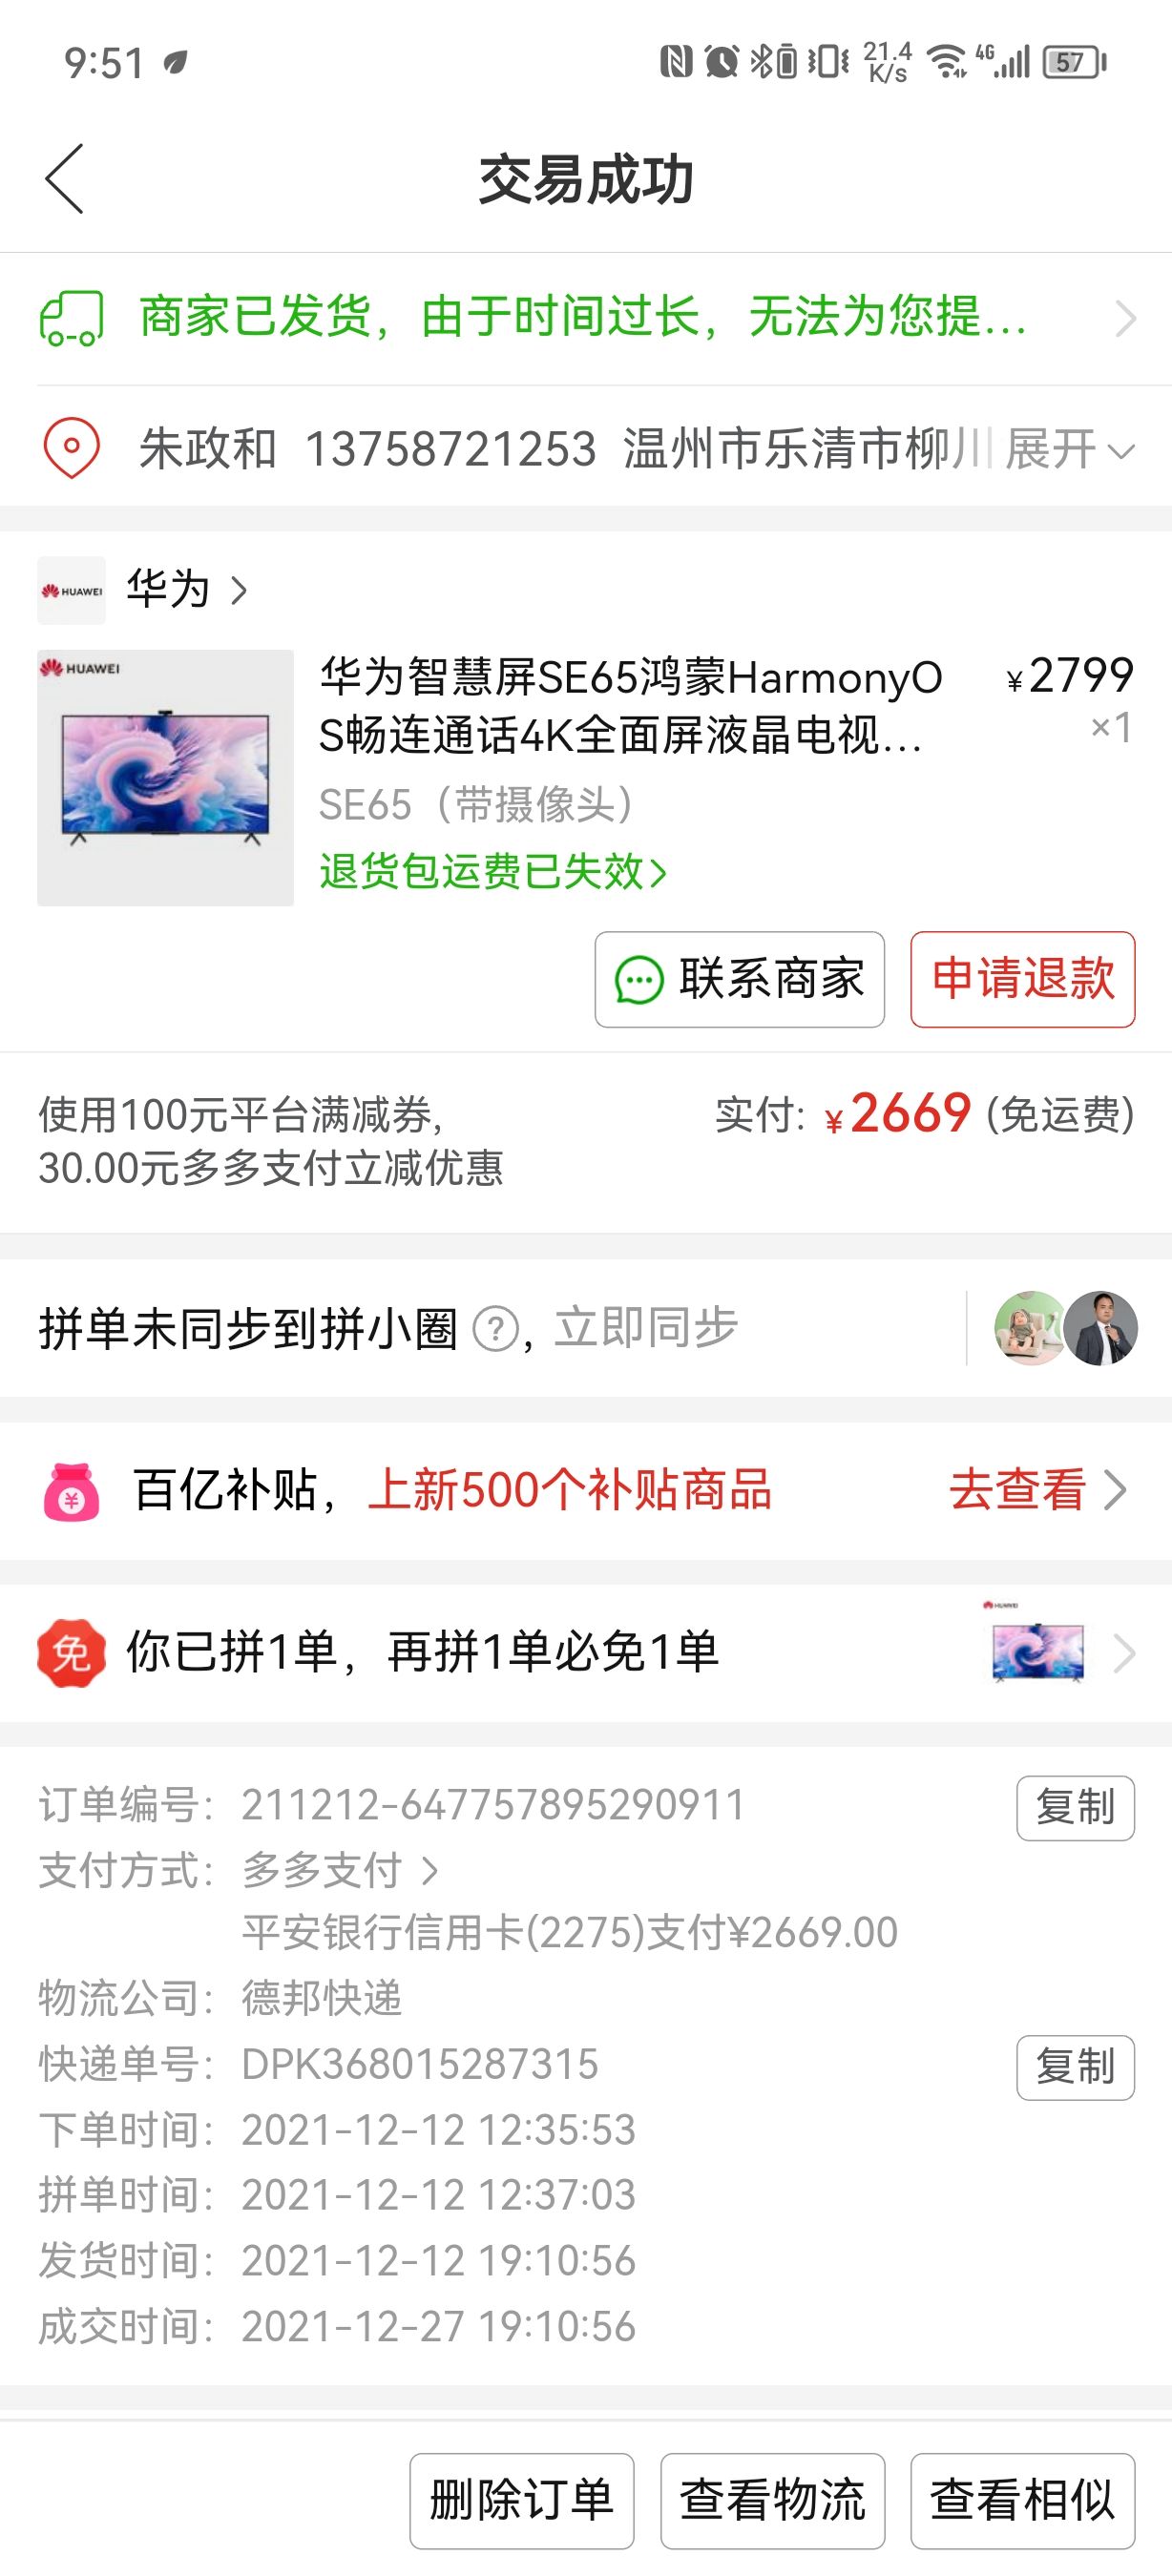 9:51
21.4
K/s
4G
57
交易成功
商家已发货，由于时间过长，无法为您提...
朱政和 13758721253 温州市乐清市柳川 展开
HUAWEI
华为
HUAWEI
华为智慧屏SE65鸿蒙HarmonyO
S畅连通话4K全面屏液晶电视...
¥2799
×1
SE65（带摄像头）
退货包运费已失效
联系商家
申请退款
使用100元平台满减券,
30.00元多多支付立减优惠
实付: ¥2669 (免运费)
拼单未同步到拼小圈?, 立即同步
百亿补贴，上新500个补贴商品
去查看
免 你已拼1单，再拼1单必免1单
HUAWEI
订单编号：211212-647757895290911
复制
支付方式：多多支付
平安银行信用卡(2275)支付¥2669.00
物流公司：德邦快递
快递单号：DPK368015287315
复制
下单时间：2021-12-12 12:35:53
拼单时间：2021-12-12 12:37:03
发货时间：2021-12-12 19:10:56
成交时间：2021-12-27 19:10:56
删除订单
查看物流
查看相似